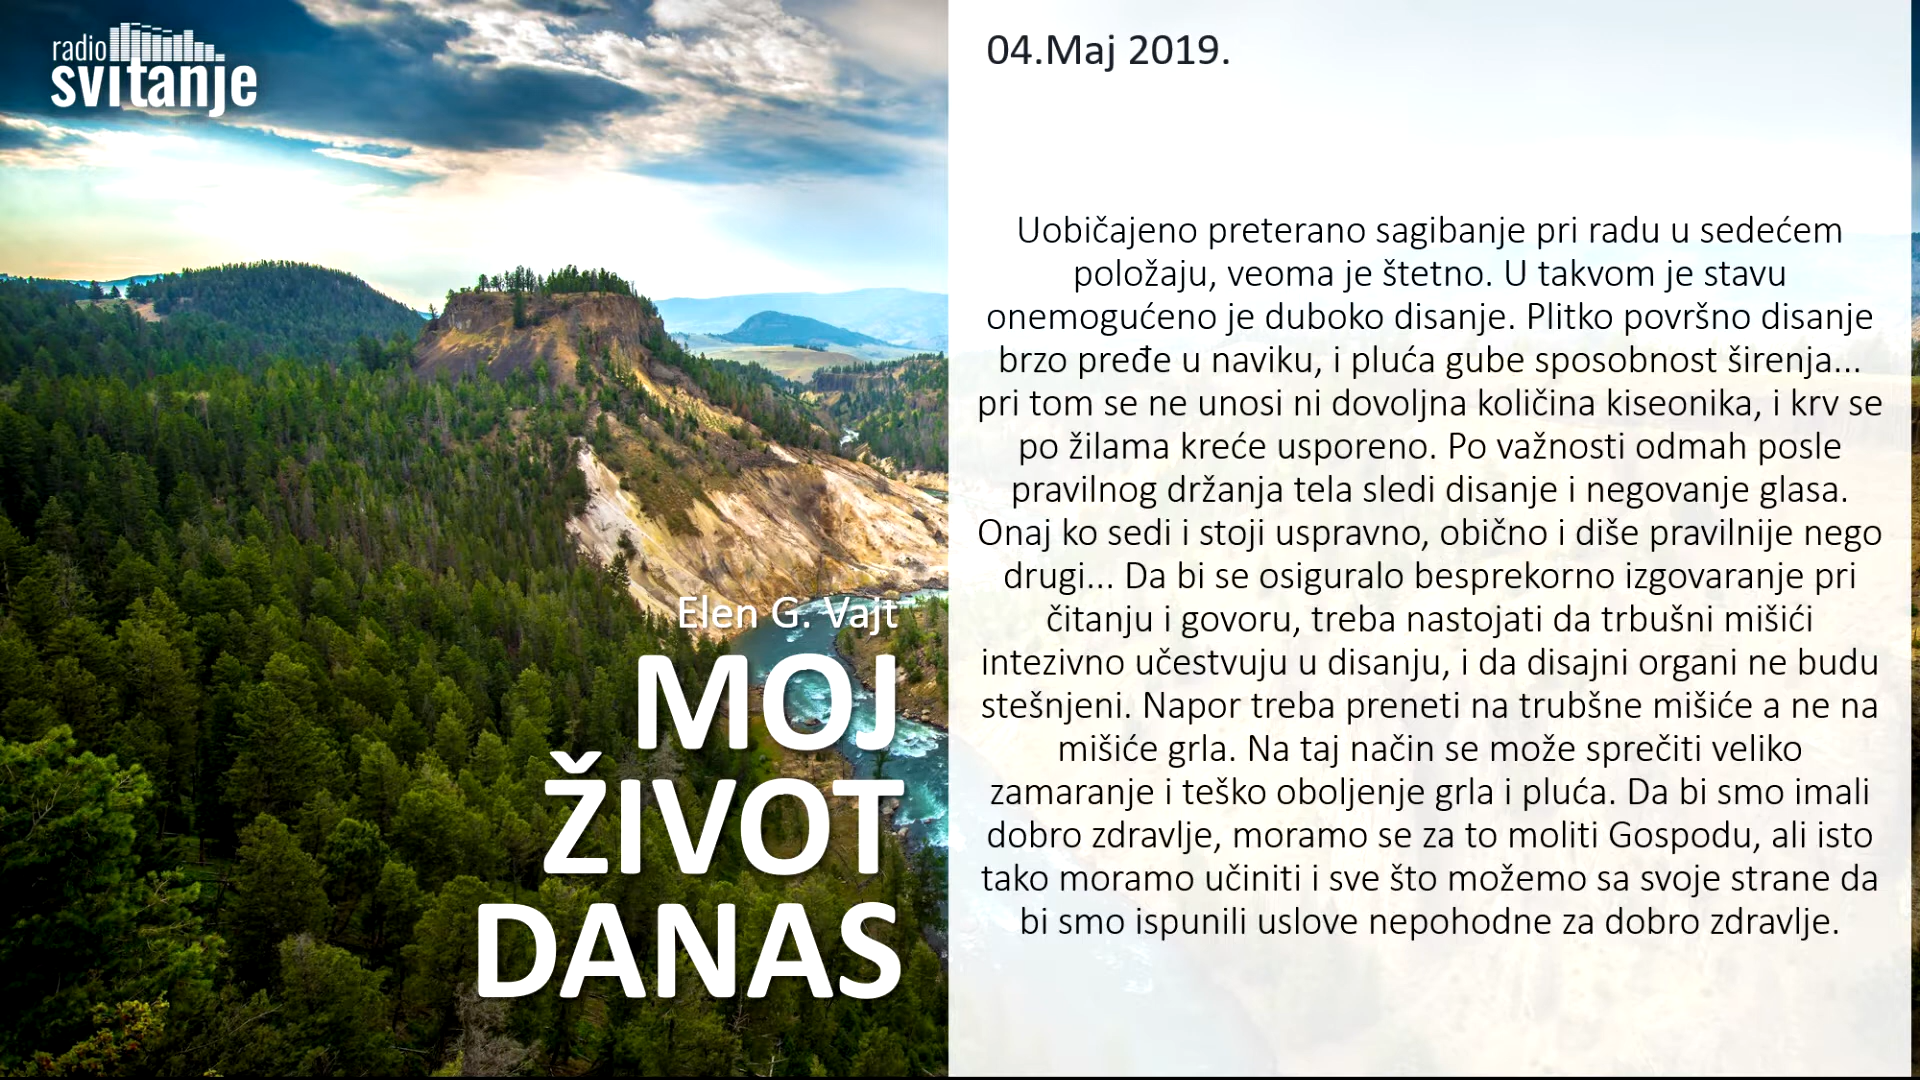 radio
svitanje
Elen G. Vajt
MOJ
ŽIVOT
DANAS
04.Maj 2019.
Uobičajeno preterano sagibanje pri radu u sedećem
položaju, veoma je štetno. U takvom je stavu
onemogućeno je duboko disanje. Plitko površno disanje
brzo pređe u naviku, i pluća gube sposobnost širenja...
pri tom se ne unosi ni dovoljna količina kiseonika, i krv se
po žilama kreće usporeno. Po važnosti odmah posle
pravilnog držanja tela sledi disanje i negovanje glasa.
Onaj ko sedi i stoji uspravno, obično i diše pravilnije nego
drugi... Da bi se osiguralo besprekorno izgovaranje pri
čitanju i govoru, treba nastojati da trbušni mišići
intezivno učestvuju u disanju, i da disajni organi ne budu
stešnjeni. Napor treba preneti na trubšne mišiće a ne na
mišiće grla. Na taj način se može sprečiti veliko
zamaranje i teško oboljenje grla i pluća. Da bi smo imali
dobro zdravlje, moramo se za to moliti Gospodu, ali isto
tako moramo učiniti i sve što možemo sa svoje strane da
bi smo ispunili uslove nepohodne za dobro zdravlje.